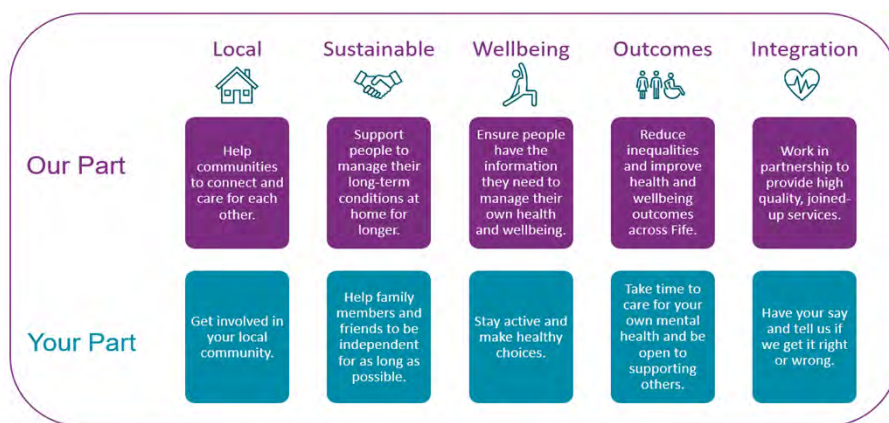 Local
Sustainable
Wellbeing
Outcomes
Integration
Our Part
Help
communities
to connect and
care for each
other.
Support
people to
manage their
long-term
conditions at
home for
longer.
Ensure people
have the
information
they need to
manage their
own health
and wellbeing.
Reduce
inequalities
and improve
health and
wellbeing
outcomes
across Fife.
Work in
partnership to
provide high
quality, joined-
up services.
Your Part
Get involved in
your local
community.
Help family
members and
friends to be
independent
for as long as
possible.
Stay active and
make healthy
choices.
Take time to
care for your
own mental
health and be
open to
supporting
others.
Have your say
and tell us if
we get it right
or wrong.